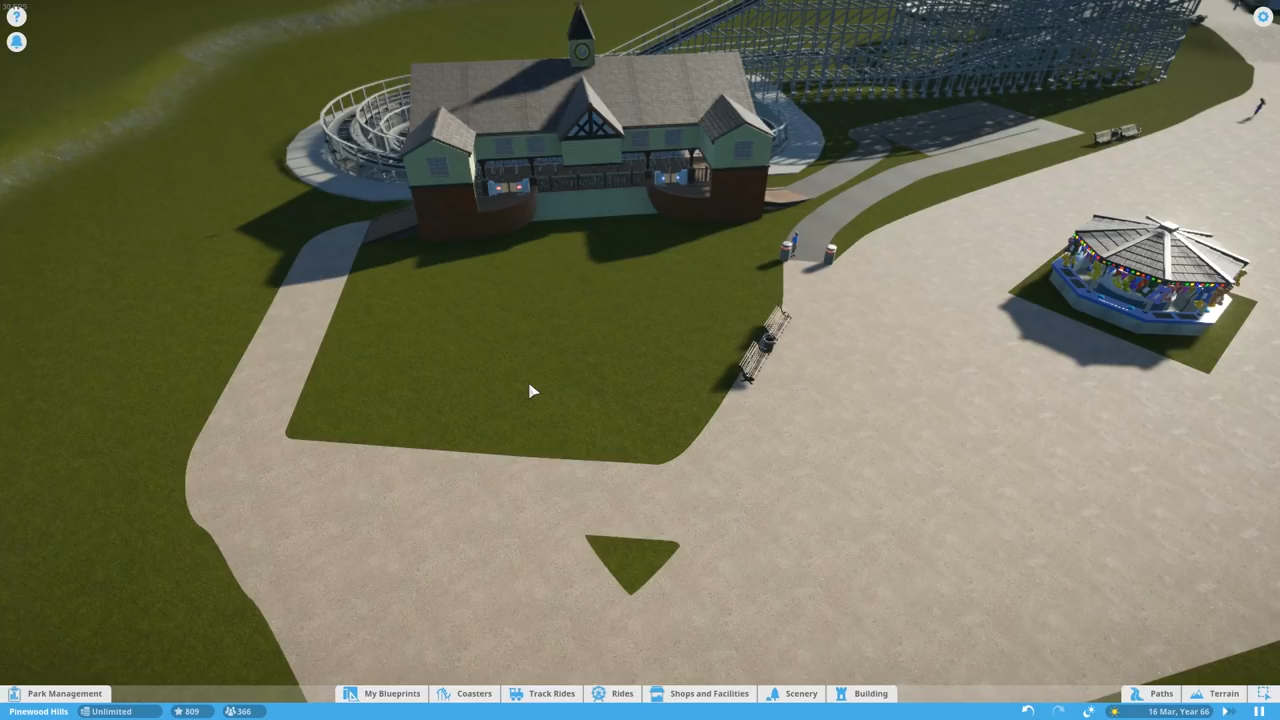 ?
Park Management
My Blueprints
Coasters
Track Rides
Rides
Shops and Facilities
Scenery
Building
Paths
Terrain
Pinewood Hills
Unlimited
809
366
16 Mar, Year 66